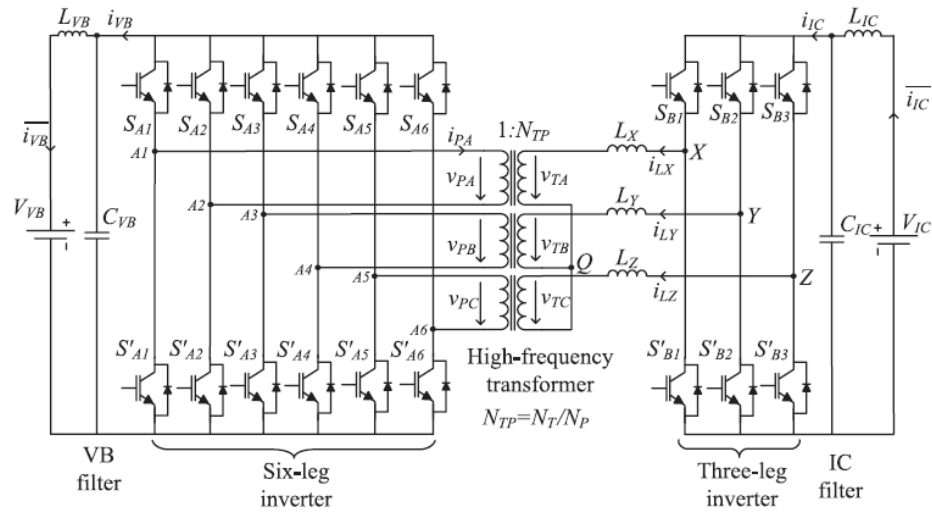 L_VB i_VB
i_IC L_IC
S_A1 S_A2 S_A3 S_A4 S_A5 S_A6
S_B1 S_B2 S_B3
i_VB
i_IC
A1 i_PA 1:N_TP L_X X
v_PA v_TA i_LX
A2 A3 L_Y Y
V_VB + - C_VB
v_PB v_TB i_LY
C_IC + - V_IC
A4 A5 Q L_Z Z
v_PC v_TC i_LZ
A6
S'_A1 S'_A2 S'_A3 S'_A4 S'_A5 S'_A6
S'_B1 S'_B2 S'_B3
High-frequency
transformer
N_TP=N_T/N_P
VB
filter
Six-leg
inverter
Three-leg
inverter
IC
filter